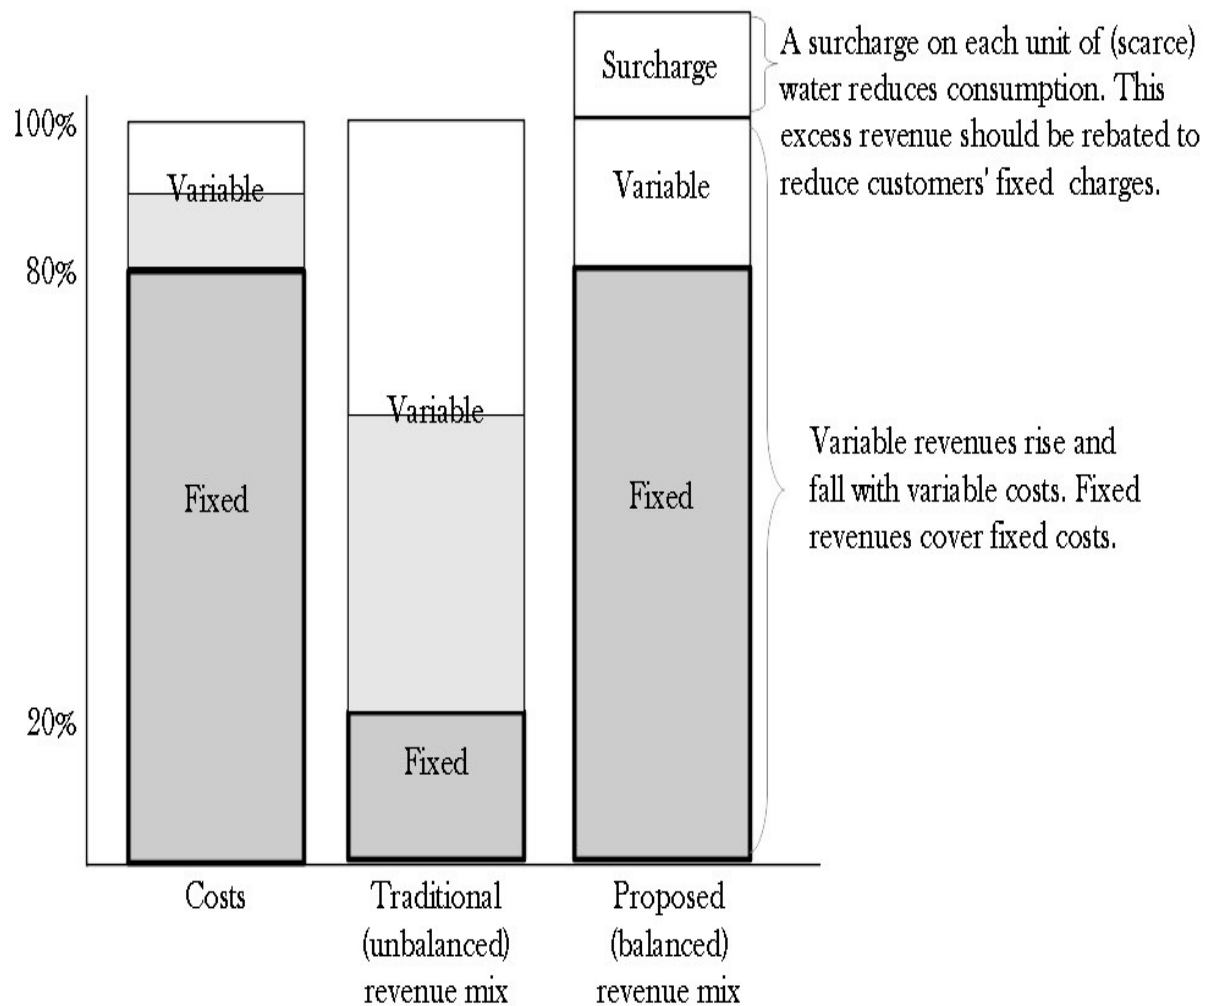 Surcharge
A surcharge on each unit of (scarce)
water reduces consumption. This
excess revenue should be rebated to
reduce customers' fixed charges.
100%
Variable
Variable
80%
Variable
Variable revenues rise and
fall with variable costs. Fixed
revenues cover fixed costs.
Fixed
Fixed
20%
Fixed
Costs
Traditional
(unbalanced)
revenue mix
Proposed
(balanced)
revenue mix